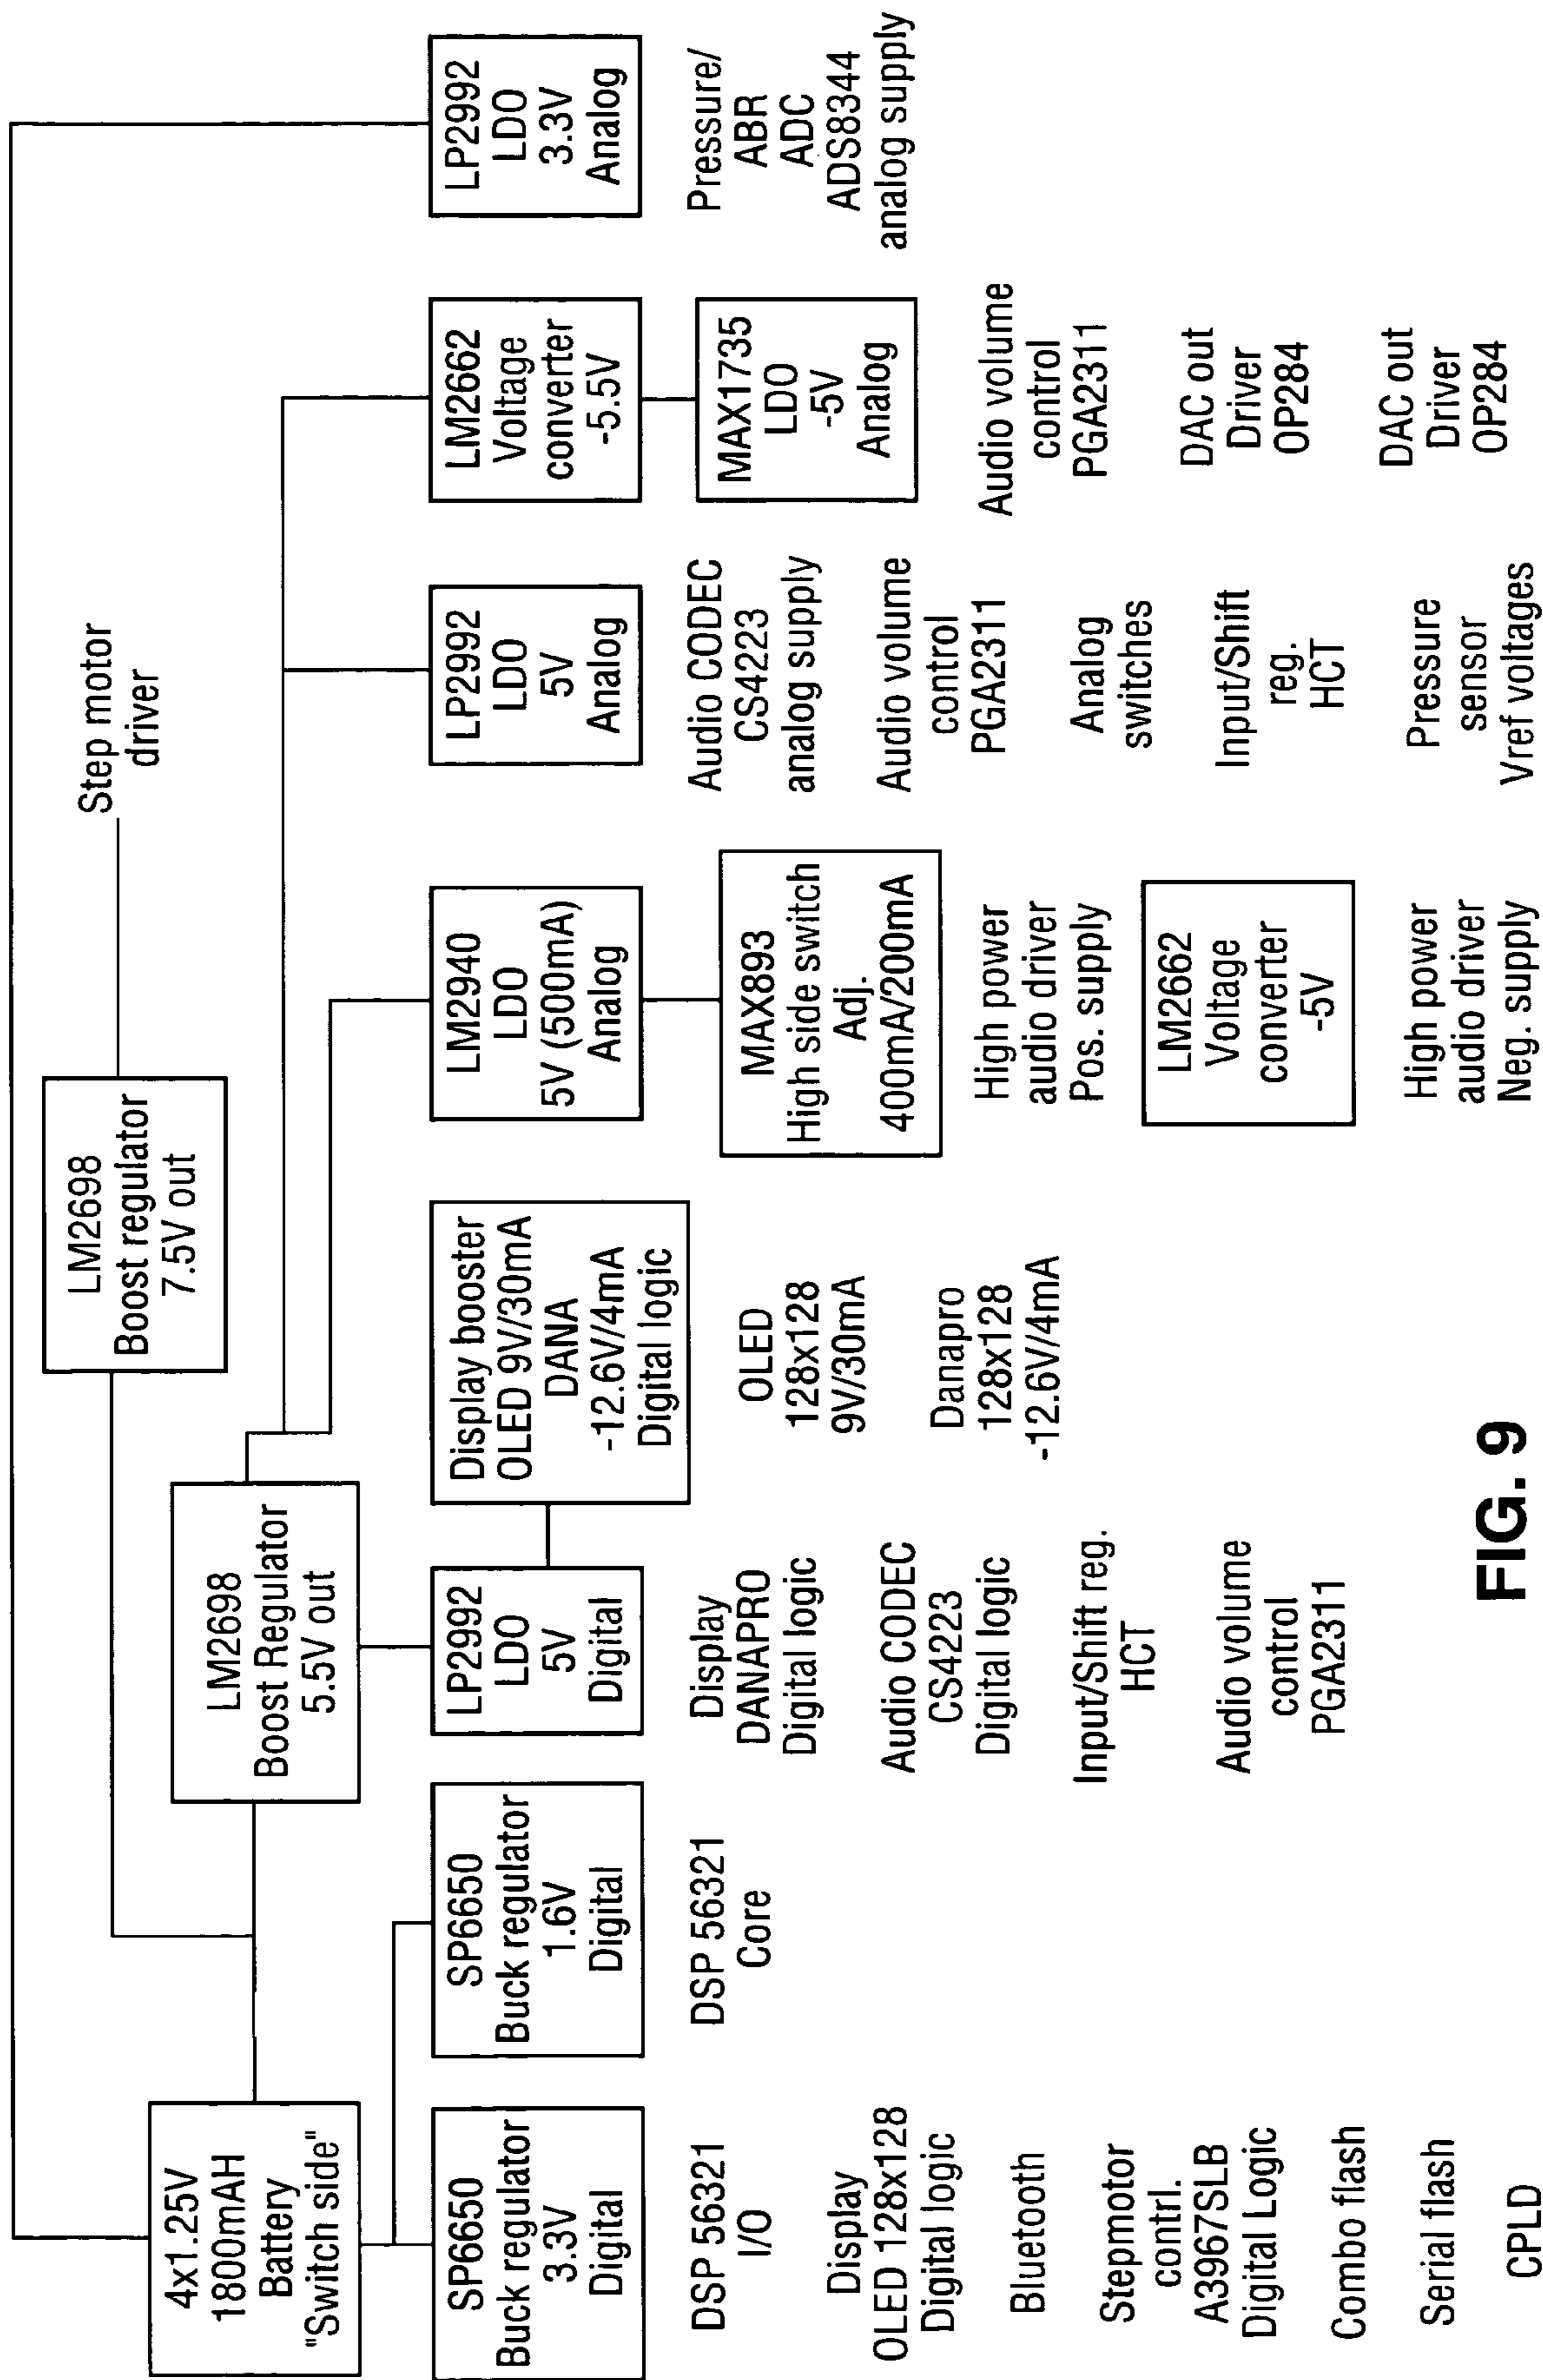 4x1.25V
1800mAH
Battery
"Switch side"
LM2698
Boost regulator
7.5V out
Step motor
driver
LM2698
Boost Regulator
5.5V out
SP6650
Buck regulator
3.3V
Digital
DSP 56321
I/O
Display
OLED 128x128
Digital logic
Bluetooth
Stepmotor
contrl.
A3967SLB
Digital Logic
Combo flash
Serial flash
CPLD
SP6650
Buck regulator
1.6V
Digital
DSP 56321
Core
LP2992
LDO
5V
Digital
Display
DANAPRO
Digital logic
Audio CODEC
CS4223
Digital logic
Input/Shift reg.
HCT
Audio volume
control
PGA2311
Display booster
OLED 9V/30mA
DANA
-12.6V/4mA
Digital logic
OLED
128x128
9V/30mA
Danapro
128x128
-12.6V/4mA
LM2940
LDO
5V (500mA)
Analog
MAX893
High side switch
Adj.
400mA/200mA
High power
audio driver
Pos. supply
LM2662
Voltage
converter
-5V
High power
audio driver
Neg. supply
LP2992
LDO
5V
Analog
Audio CODEC
CS4223
analog supply
Audio volume
control
PGA2311
Analog
switches
Input/Shift
reg.
HCT
Pressure
sensor
Vref voltages
LM2662
Voltage
converter
-5.5V
MAX1735
LDO
-5V
Analog
Audio volume
control
PGA2311
DAC out
Driver
OP284
DAC out
Driver
OP284
LP2992
LDO
3.3V
Analog
Pressure/
ABR
ADC
ADS8344
analog supply
FIG. 9